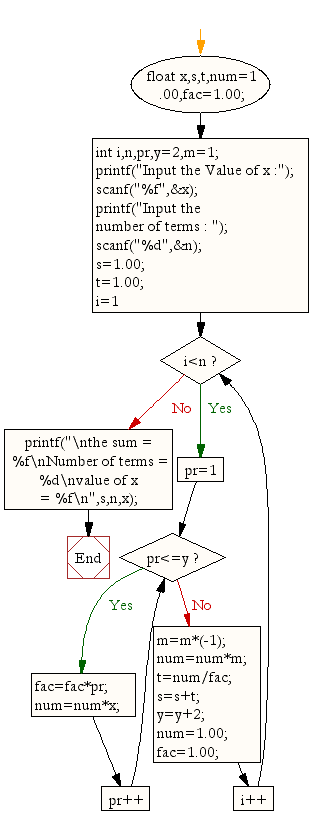 float x,s,t,num=1
.00,fac=1.00;
int i,n,pr,y=2,m=1;
printf("Input the Value of x :");
scanf("%f",&x);
printf("Input the
number of terms : ");
scanf("%d",&n);
s=1.00;
t=1.00;
i=1
i<n ?
No
Yes
printf("\nthe sum =
%f\nNumber of terms =
%d\nvalue of x
= %f\n",s,n,x);
pr=1
End
pr<=y ?
Yes
No
m=m*(-1);
num=num*m;
t=num/fac;
s=s+t;
y=y+2;
num=1.00;
fac=1.00;
fac=fac*pr;
num=num*x;
pr++
i++